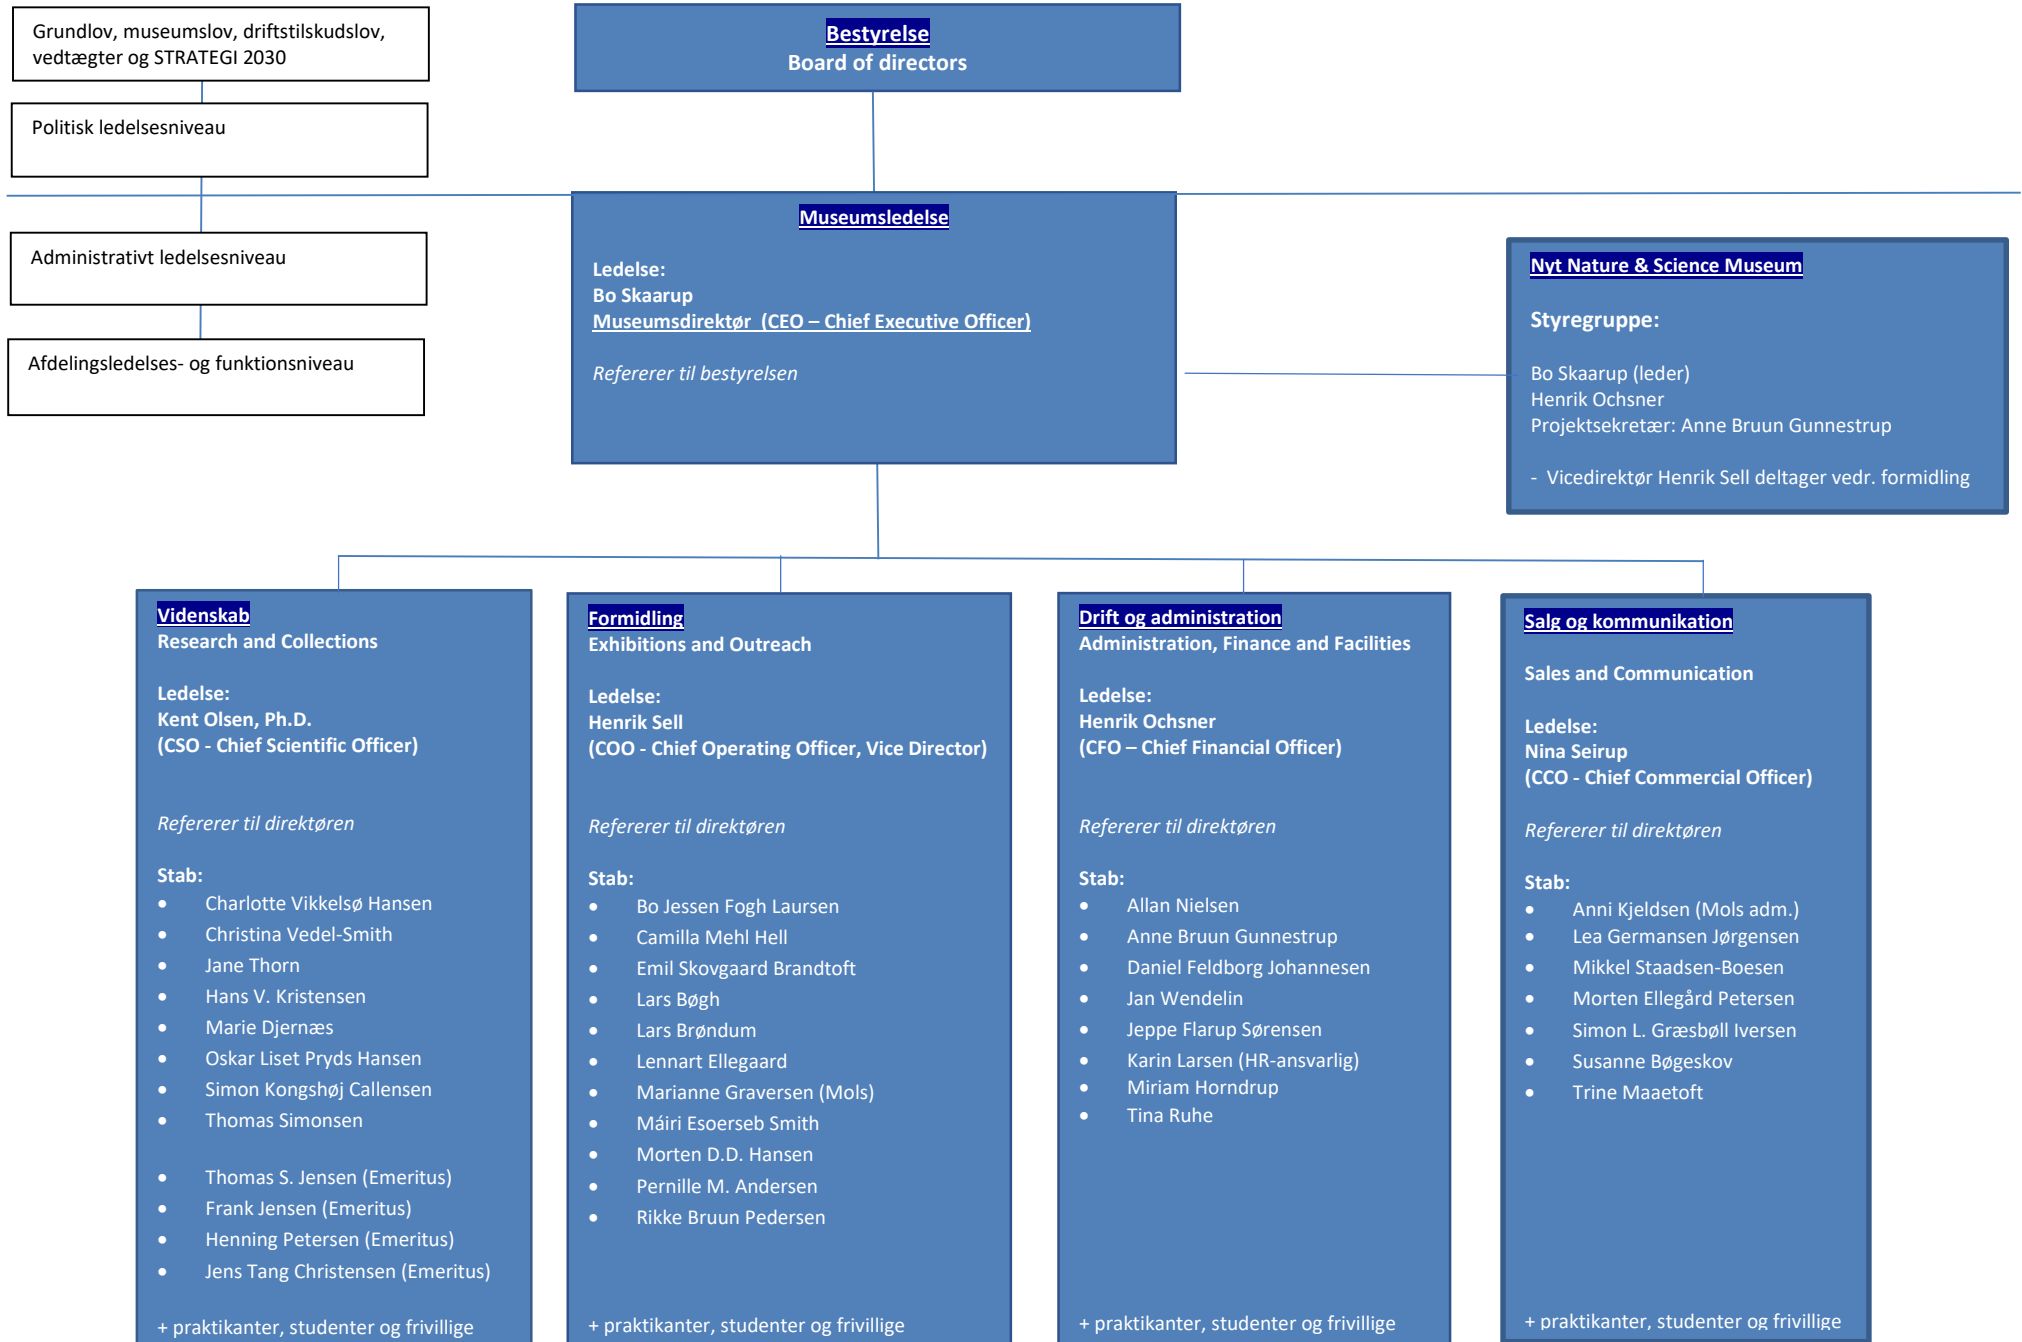 Grundlov, museumslov, driftstilskudslov,
vedtægter og STRATEGI 2030
Politisk ledelsesniveau
Administrativt ledelsesniveau
Afdelingsledelses- og funktionsniveau
Bestyrelse
Board of directors
Museumsledelse
Ledelse:
Bo Skaarup
Museumsdirektør (CEO – Chief Executive Officer)
Refererer til bestyrelsen
Nyt Nature & Science Museum
Styregruppe:
Bo Skaarup (leder)
Henrik Ochsner
Projektsekretær: Anne Bruun Gunnestrup
- Vicedirektør Henrik Sell deltager vedr. formidling
Videnskab
Research and Collections
Ledelse:
Kent Olsen, Ph.D.
(CSO - Chief Scientific Officer)
Refererer til direktøren
Stab:
• Charlotte Vikkelsø Hansen
• Christina Vedel-Smith
• Jane Thorn
• Hans V. Kristensen
• Marie Djernæs
• Oskar Liset Pryds Hansen
• Simon Kongshøj Callensen
• Thomas Simonsen
• Thomas S. Jensen (Emeritus)
• Frank Jensen (Emeritus)
• Henning Petersen (Emeritus)
• Jens Tang Christensen (Emeritus)
+ praktikanter, studenter og frivillige
Formidling
Exhibitions and Outreach
Ledelse:
Henrik Sell
(COO - Chief Operating Officer, Vice Director)
Refererer til direktøren
Stab:
• Bo Jessen Fogh Laursen
• Camilla Mehl Hell
• Emil Skovgaard Brandtoft
• Lars Bøgh
• Lars Brøndum
• Lennart Ellegaard
• Marianne Graversen (Mols)
• Máiri Esoerseb Smith
• Morten D.D. Hansen
• Pernille M. Andersen
• Rikke Bruun Pedersen
+ praktikanter, studenter og frivillige
Drift og administration
Administration, Finance and Facilities
Ledelse:
Henrik Ochsner
(CFO – Chief Financial Officer)
Refererer til direktøren
Stab:
• Allan Nielsen
• Anne Bruun Gunnestrup
• Daniel Feldborg Johannesen
• Jan Wendelin
• Jeppe Flarup Sørensen
• Karin Larsen (HR-ansvarlig)
• Miriam Horndrup
• Tina Ruhe
+ praktikanter, studenter og frivillige
Salg og kommunikation
Sales and Communication
Ledelse:
Nina Seirup
(CCO - Chief Commercial Officer)
Refererer til direktøren
Stab:
• Anni Kjeldsen (Mols adm.)
• Lea Germansen Jørgensen
• Mikkel Staadsen-Boesen
• Morten Ellegård Petersen
• Simon L. Græsbøll Iversen
• Susanne Bøgeskov
• Trine Maaetoft
+ praktikanter, studenter og frivillige